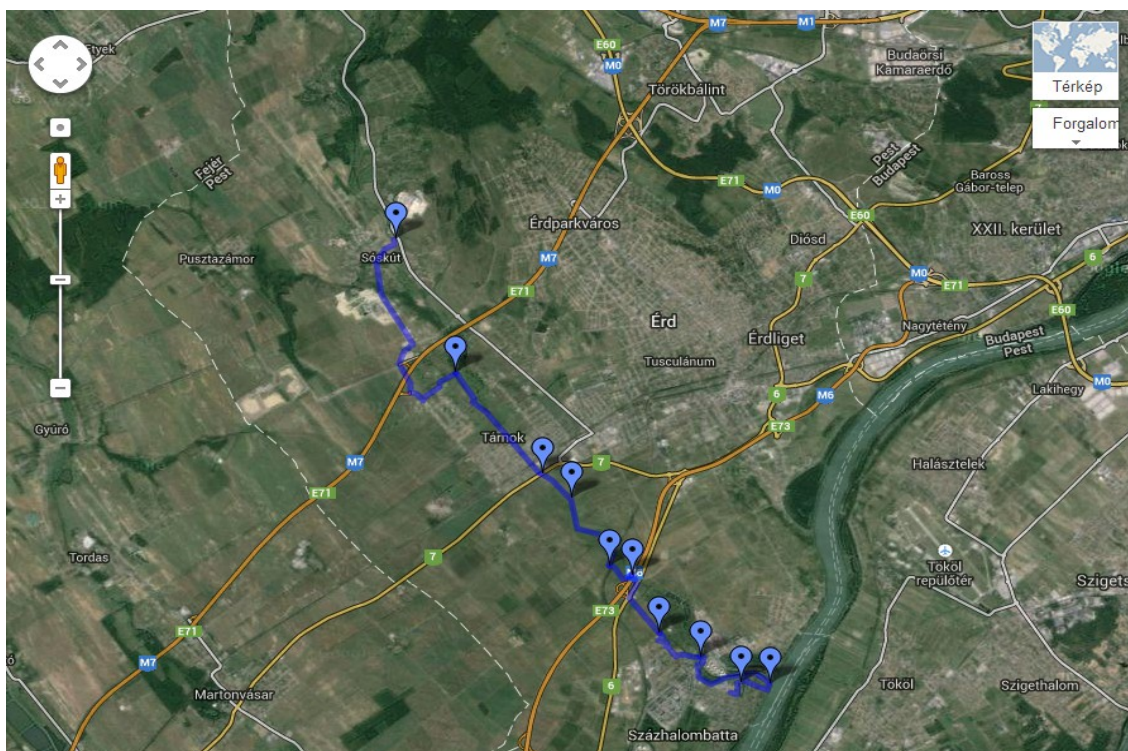 Etyek
E60
M0
M7
M1
Budaörsi
Kamaraerdő
Térkép
Törökbálint
7
Forgalom
Fejér
Pest
Pest
Budapest
E71
M0
Baross
Gábor-telep
E60
Érdparkváros
Diósd
XXII. kerület
Pusztazámor
Sóskút
M7
6
7
M0
E71
E71
E60
Érd
Érdliget
Nagytétény
Budapest
Pest
Tusculánum
M0
Lakihegy
6
M6
E73
Gyúró
Tárnok
M7
7
Halásztelek
E71
Tordas
7
Tököl
repülőtér
Szigets
E73
E71
M7
6
Martonvásár
Tököl
Szigethalom
Százhalombatta